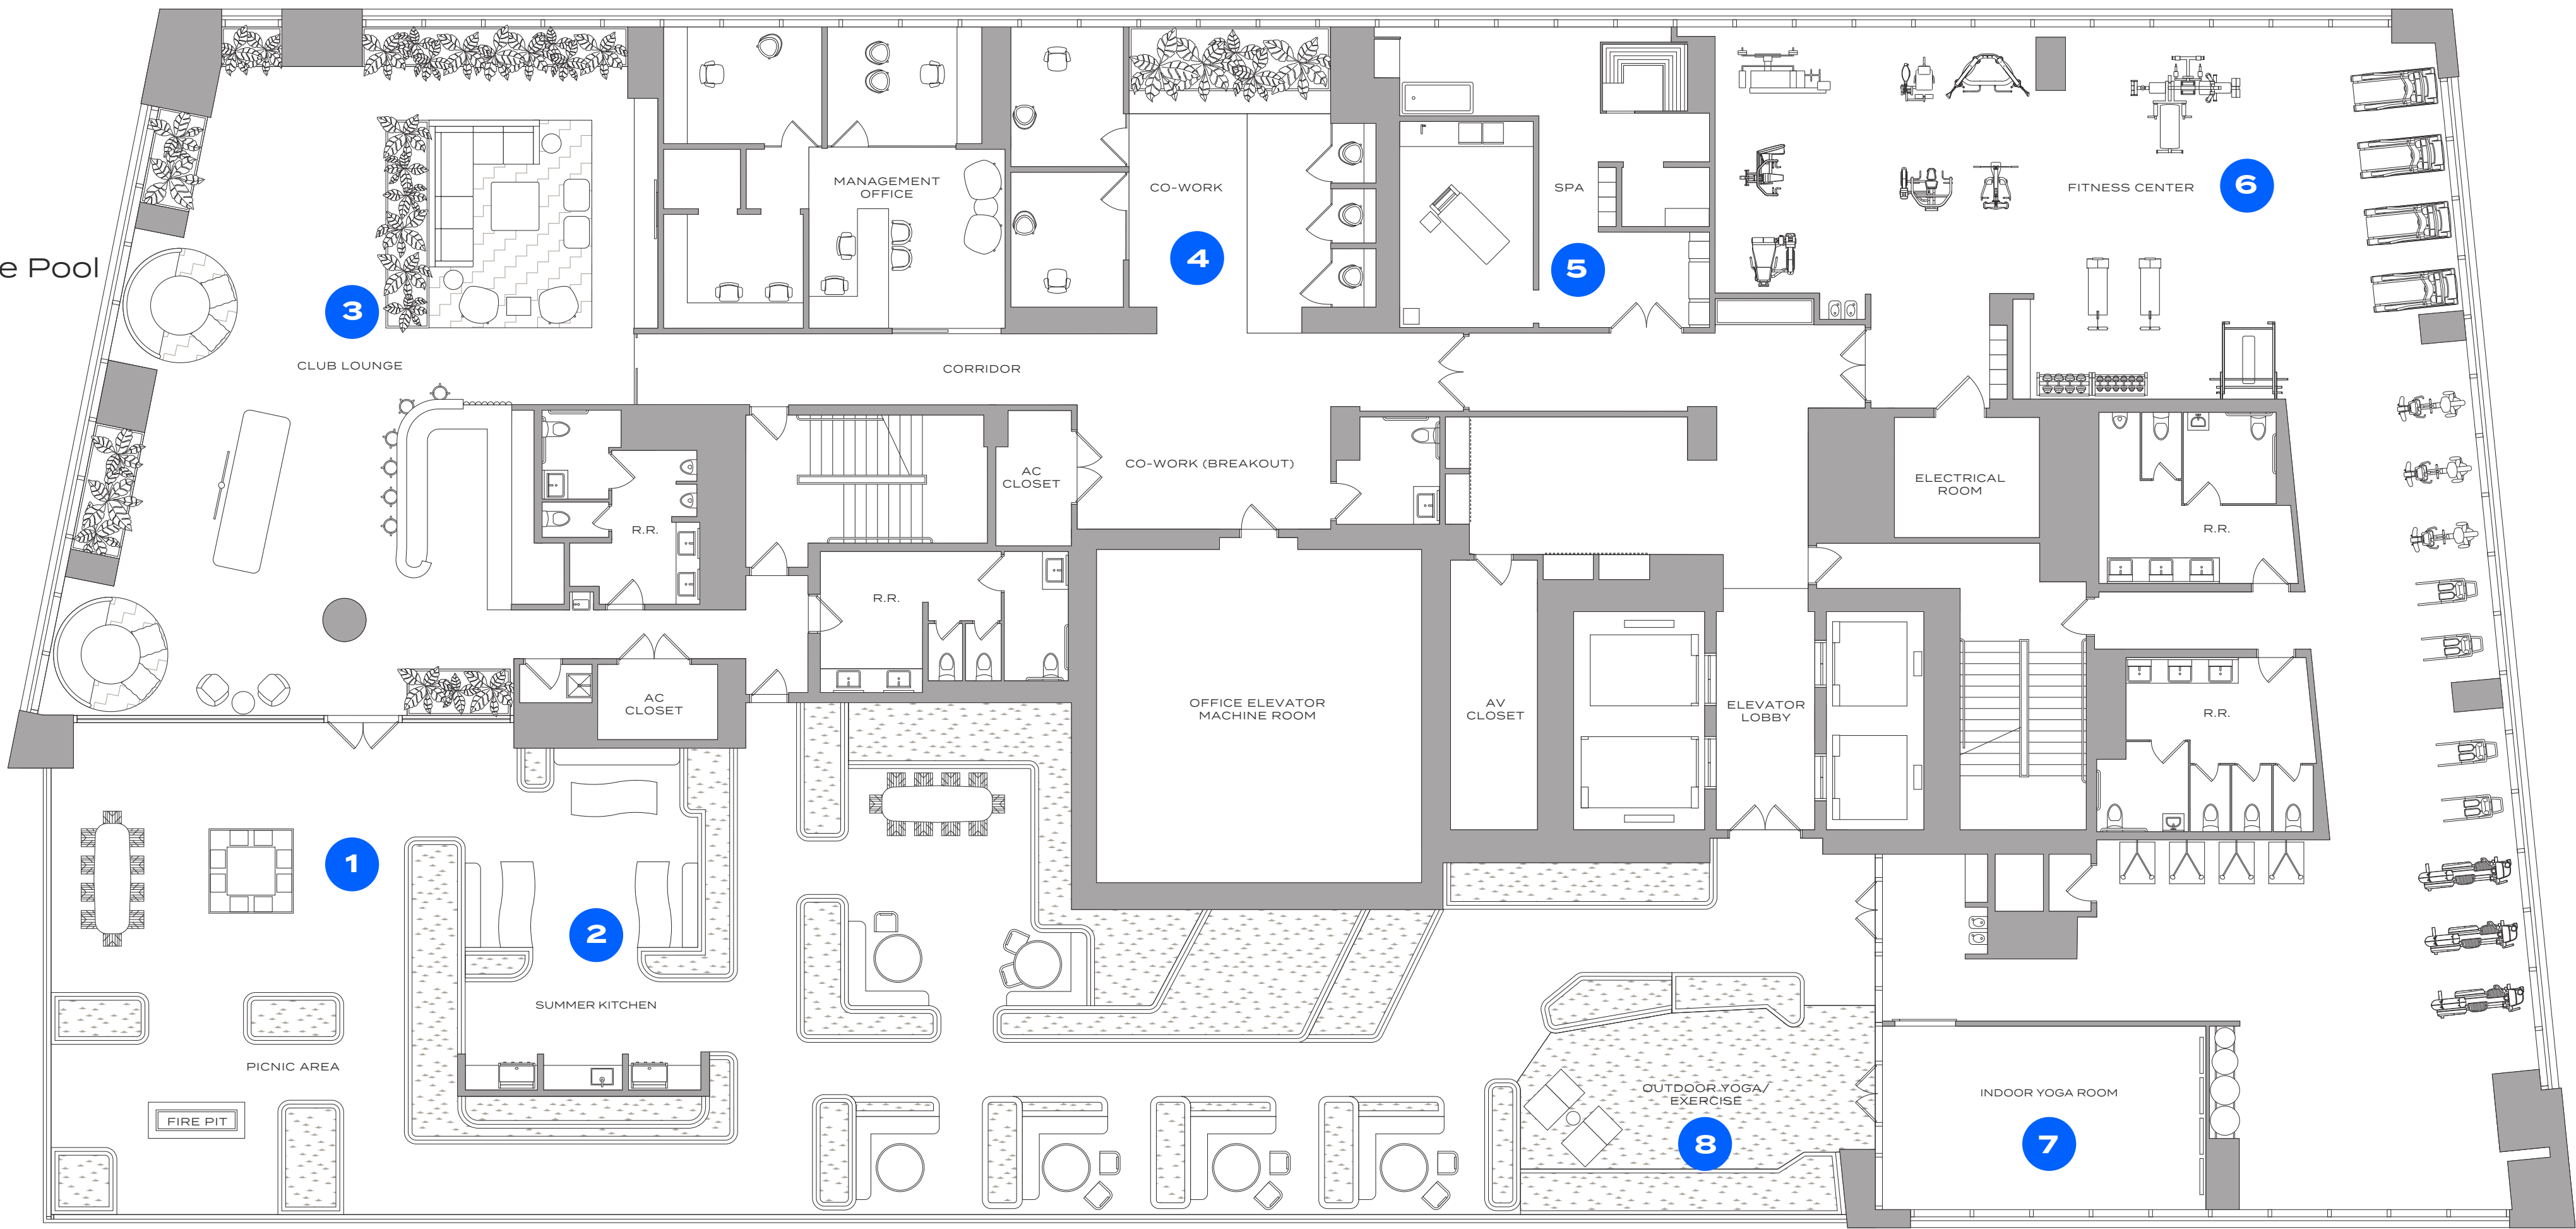 MANAGEMENT
OFFICE
CO-WORK
SPA
FITNESS CENTER
6
4
5
e Pool
3
CLUB LOUNGE
CORRIDOR
CO-WORK (BREAKOUT)
AC
CLOSET
ELECTRICAL
ROOM
R.R.
R.R.
R.R.
AC
CLOSET
OFFICE ELEVATOR
MACHINE ROOM
AV
CLOSET
ELEVATOR
LOBBY
R.R.
1
2
SUMMER KITCHEN
PICNIC AREA
FIRE PIT
OUTDOOR YOGA/
EXERCISE
8
INDOOR YOGA ROOM
7